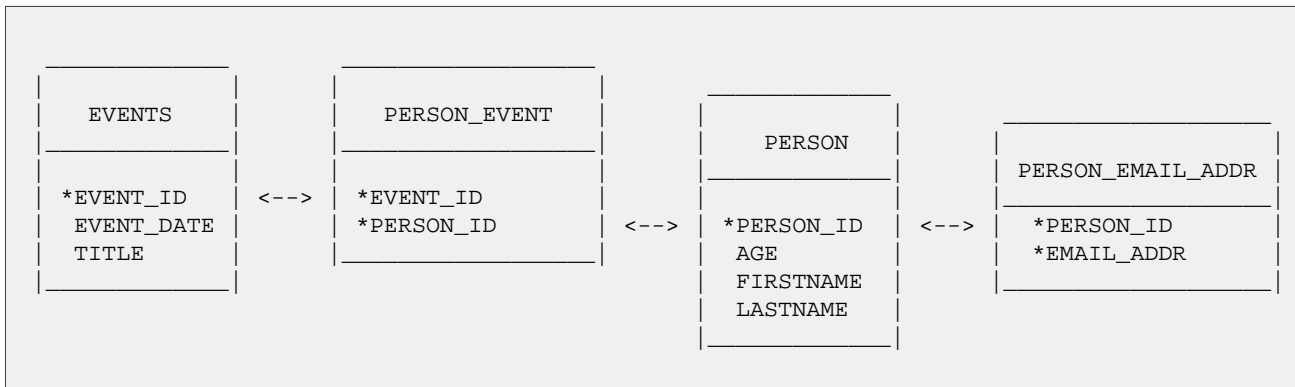 EVENTS
*EVENT_ID
EVENT_DATE
TITLE
<-->
PERSON_EVENT
*EVENT_ID
*PERSON_ID
<-->
PERSON
*PERSON_ID
AGE
FIRSTNAME
LASTNAME
<-->
PERSON_EMAIL_ADDR
*PERSON_ID
*EMAIL_ADDR